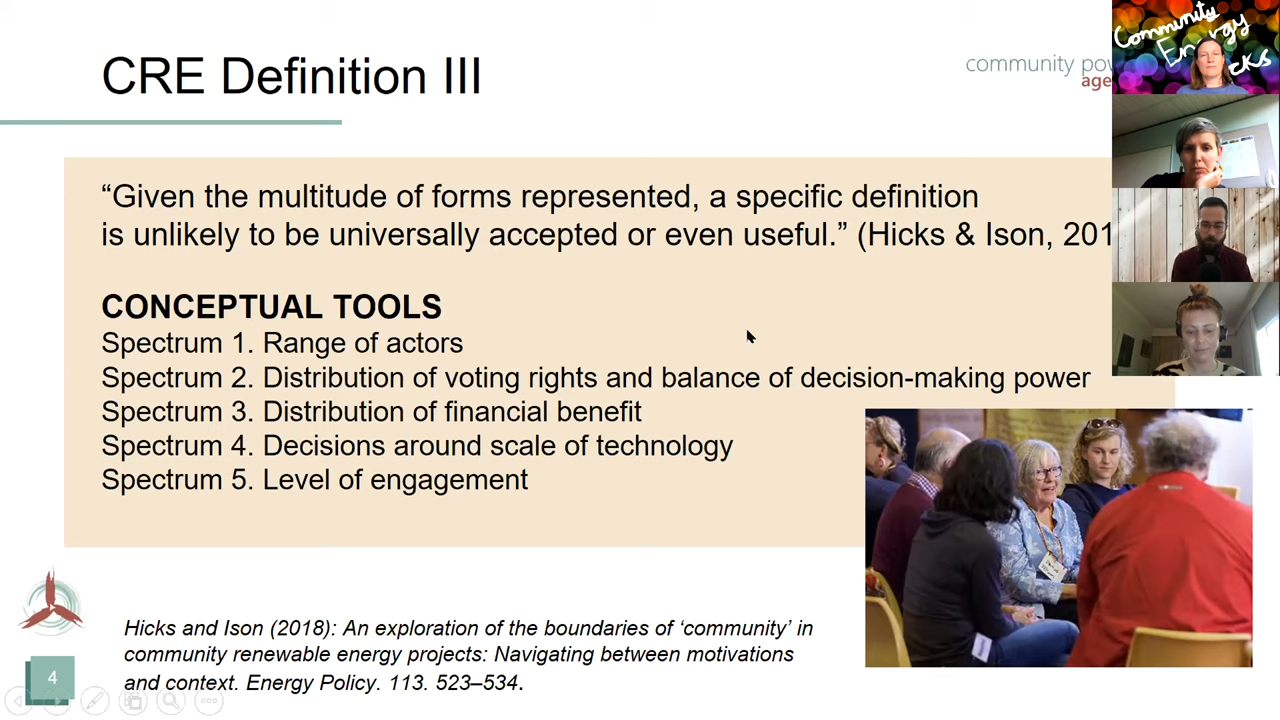 CRE Definition III
community pow
age
Community
Energy
cks
“Given the multitude of forms represented, a specific definition
is unlikely to be universally accepted or even useful.” (Hicks & Ison, 201
CONCEPTUAL TOOLS
Spectrum 1. Range of actors
Spectrum 2. Distribution of voting rights and balance of decision-making power
Spectrum 3. Distribution of financial benefit
Spectrum 4. Decisions around scale of technology
Spectrum 5. Level of engagement
Hicks and Ison (2018): An exploration of the boundaries of ‘community’ in
community renewable energy projects: Navigating between motivations
and context. Energy Policy. 113. 523–534.
4